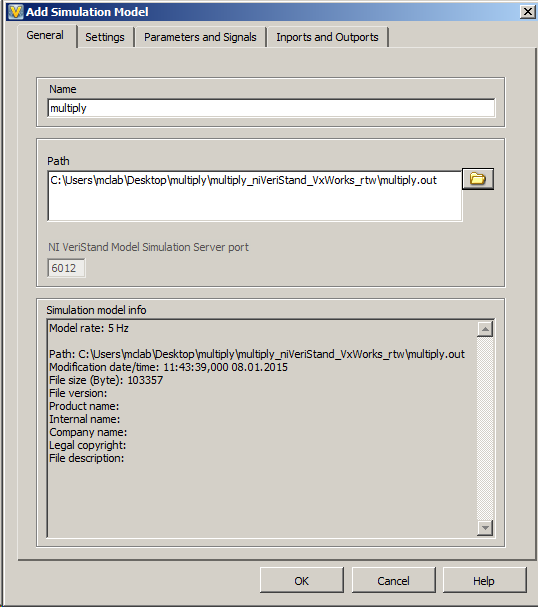 Add Simulation Model
General
Settings
Parameters and Signals
Inports and Outports
Name
multiply
Path
C:\Users\mclab\Desktop\multiply\multiply_niVeriStand_VxWorks_rtw\multiply.out
NI VeriStand Model Simulation Server port
6012
Simulation model info
Model rate: 5 Hz
Path: C:\Users\mclab\Desktop\multiply\multiply_niVeriStand_VxWorks_rtw\multiply.out
Modification date/time: 11:43:39,000 08.01.2015
File size (Byte): 103357
File version:
Product name:
Internal name:
Company name:
Legal copyright:
File description:
OK
Cancel
Help